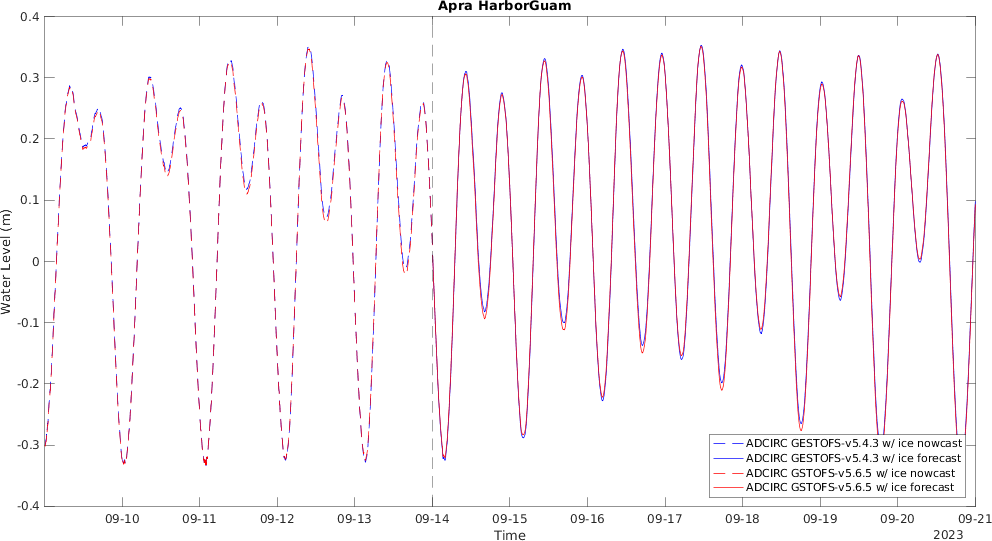 Apra HarborGuam
0.4
0.3
0.2
0.1
0
-0.1
-0.2
-0.3
-0.4
Water Level (m)
09-10 09-11 09-12 09-13 09-14 09-15 09-16 09-17 09-18 09-19 09-20 09-21
Time
2023
ADCIRC GESTOFS-v5.4.3 w/ ice nowcast
ADCIRC GESTOFS-v5.4.3 w/ ice forecast
ADCIRC GSTOFS-v5.6.5 w/ ice nowcast
ADCIRC GSTOFS-v5.6.5 w/ ice forecast